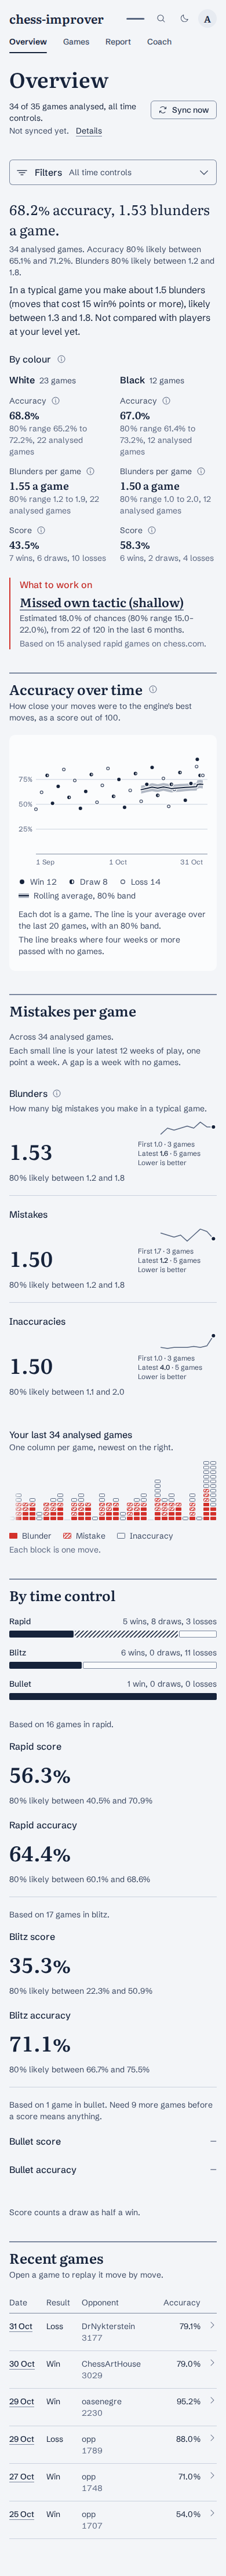 chess-improver
A
Overview Games Report Coach
Overview
34 of 35 games analysed, all time
controls.
Not synced yet. Details
Sync now
Filters All time controls
68.2% accuracy, 1.53 blunders
a game.
34 analysed games. Accuracy 80% likely between
65.1% and 71.2%. Blunders 80% likely between 1.2 and
1.8.
In a typical game you make about 1.5 blunders
(moves that cost 15 win% points or more), likely
between 1.3 and 1.8. Not compared with players
at your level yet.
By colour
White 23 games
Accuracy
68.8%
80% range 65.2% to
72.2%, 22 analysed
games
Blunders per game
1.55 a game
80% range 1.2 to 1.9, 22
analysed games
Score
43.5%
7 wins, 6 draws, 10 losses
Black 12 games
Accuracy
67.0%
80% range 61.4% to
73.2%, 12 analysed
games
Blunders per game
1.50 a game
80% range 1.0 to 2.0, 12
analysed games
Score
58.3%
6 wins, 2 draws, 4 losses
What to work on
Missed own tactic (shallow)
Estimated 18.0% of chances (80% range 15.0–
22.0%), from 22 of 120 in the last 6 months.
Based on 15 analysed rapid games on chess.com.
Accuracy over time
How close your moves were to the engine's best
moves, as a score out of 100.
75%
50%
25%
1 Sep 1 Oct 31 Oct
Win 12 Draw 8 Loss 14
Rolling average, 80% band
Each dot is a game. The line is your average over
the last 20 games, with an 80% band.
The line breaks where four weeks or more
passed with no games.
Mistakes per game
Across 34 analysed games.
Each small line is your latest 12 weeks of play, one
point a week. A gap is a week with no games.
Blunders
How many big mistakes you make in a typical game.
1.53
First 1.0 · 3 games
Latest 1.6 · 5 games
Lower is better
80% likely between 1.2 and 1.8
Mistakes
1.50
First 1.7 · 3 games
Latest 1.2 · 5 games
Lower is better
80% likely between 1.2 and 1.8
Inaccuracies
1.50
First 1.0 · 3 games
Latest 4.0 · 5 games
Lower is better
80% likely between 1.1 and 2.0
Your last 34 analysed games
One column per game, newest on the right.
Blunder Mistake Inaccuracy
Each block is one move.
By time control
Rapid 5 wins, 8 draws, 3 losses
Blitz 6 wins, 0 draws, 11 losses
Bullet 1 win, 0 draws, 0 losses
Based on 16 games in rapid.
Rapid score
56.3%
80% likely between 40.5% and 70.9%
Rapid accuracy
64.4%
80% likely between 60.1% and 68.6%
Based on 17 games in blitz.
Blitz score
35.3%
80% likely between 22.3% and 50.9%
Blitz accuracy
71.1%
80% likely between 66.7% and 75.5%
Based on 1 game in bullet. Need 9 more games before
a score means anything.
Bullet score –
Bullet accuracy –
Score counts a draw as half a win.
Recent games
Open a game to replay it move by move.
Date Result Opponent Accuracy
31 Oct Loss DrNykterstein 79.1%
3177
30 Oct Win ChessArtHouse 79.0%
3029
29 Oct Win oasenegre 95.2%
2230
29 Oct Loss opp 88.0%
1789
27 Oct Win opp 71.0%
1748
25 Oct Win opp 54.0%
1707